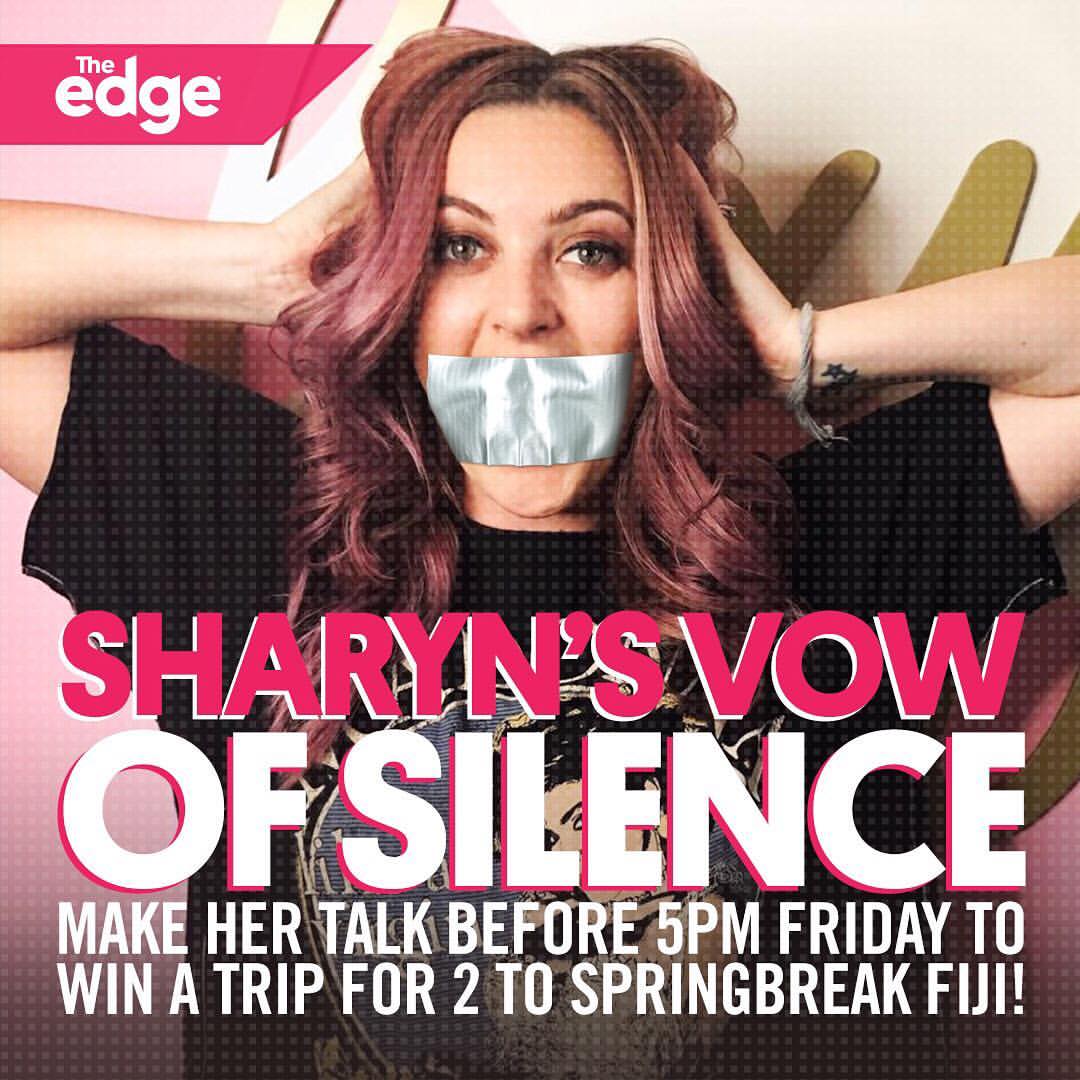 The
edge
SHARYN'S VOW
OF SILENCE
MAKE HER TALK BEFORE 5PM FRIDAY TO
WIN A TRIP FOR 2 TO SPRINGBREAK FIJI!